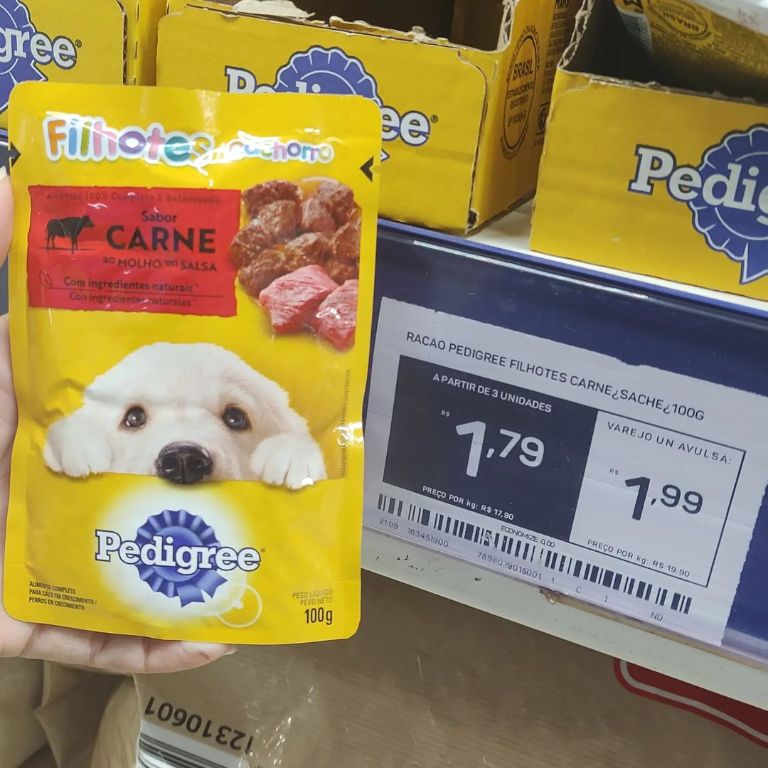 gree®
Pedigree®
BRASIL
Pedi
Filhotes de cachorro
Alimento 100% Completo & Balanceado
Sabor
CARNE
ao MOLHO/en SALSA
Com ingredientes naturais
Con ingredientes naturales
Pedigree®
ALIMENTO COMPLETO
PARA CÃES EM CRESCIMENTO /
PERROS EN CRECIMIENTO
PESO LÍQUIDO
PESO NETO
100g
RACAO PEDIGREE FILHOTES CARNE¿SACHE¿100G
A PARTIR DE 3 UNIDADES
R$ 1,79
PREÇO POR kg: R$ 17,90
VAREJO UN AVULSA:
R$ 1,99
PREÇO POR kg: R$ 19,90
ECONOMIZE 0,00
12310601